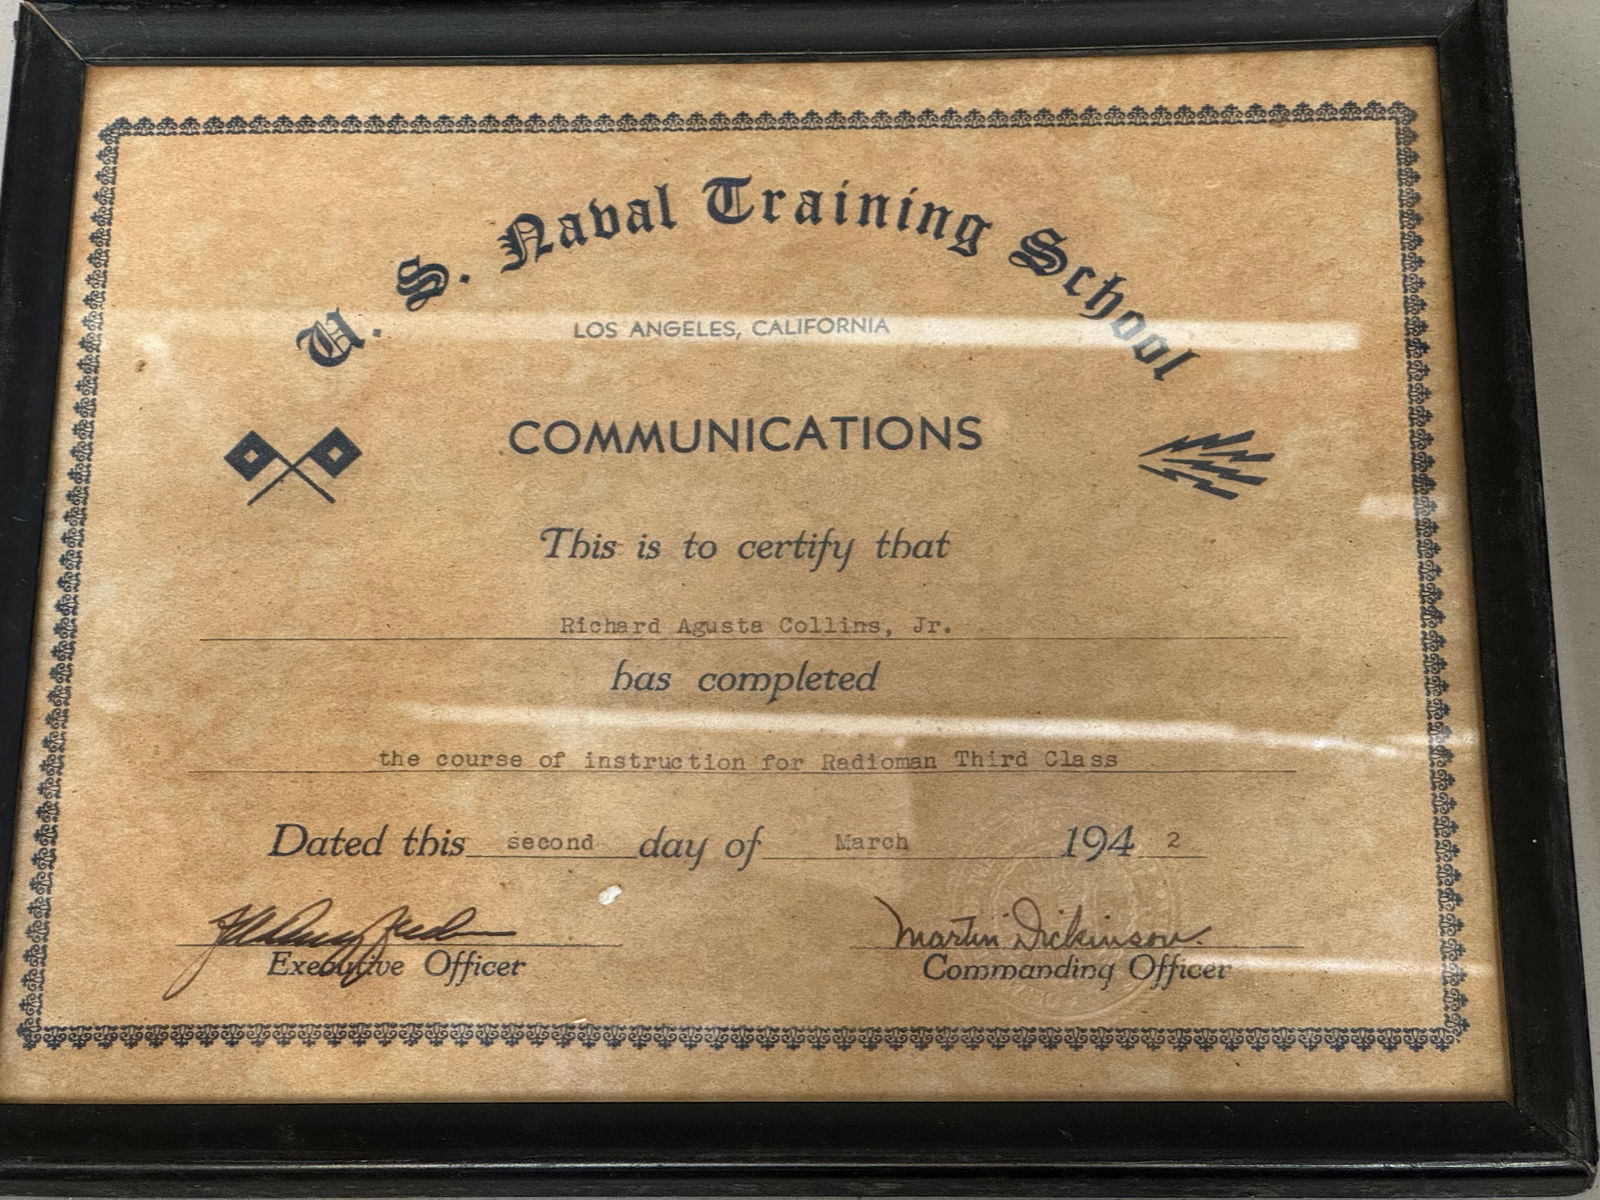 U. S. Naval Training School
LOS ANGELES, CALIFORNIA
COMMUNICATIONS
This is to certify that
Richard Agusta Collins, Jr.
has completed
the course of instruction for Radioman Third Class
Dated this second day of March 194 2
Martin Dickinson.
Executive Officer Commanding Officer